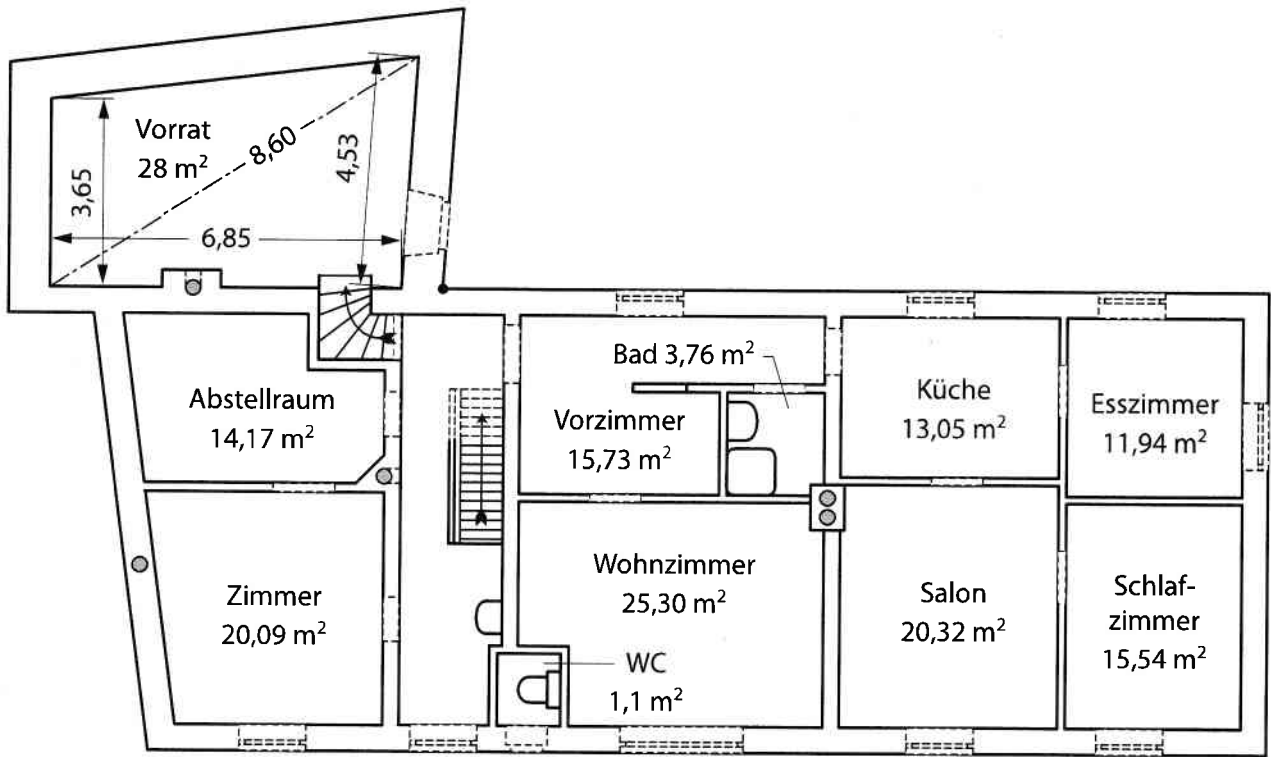 Vorrat
28 m²
8,60
4,53
3,65
6,85
Bad 3,76 m²
Abstellraum
14,17 m²
Vorzimmer
15,73 m²
Küche
13,05 m²
Esszimmer
11,94 m²
Zimmer
20,09 m²
Wohnzimmer
25,30 m²
WC
1,1 m²
Salon
20,32 m²
Schlaf-
zimmer
15,54 m²